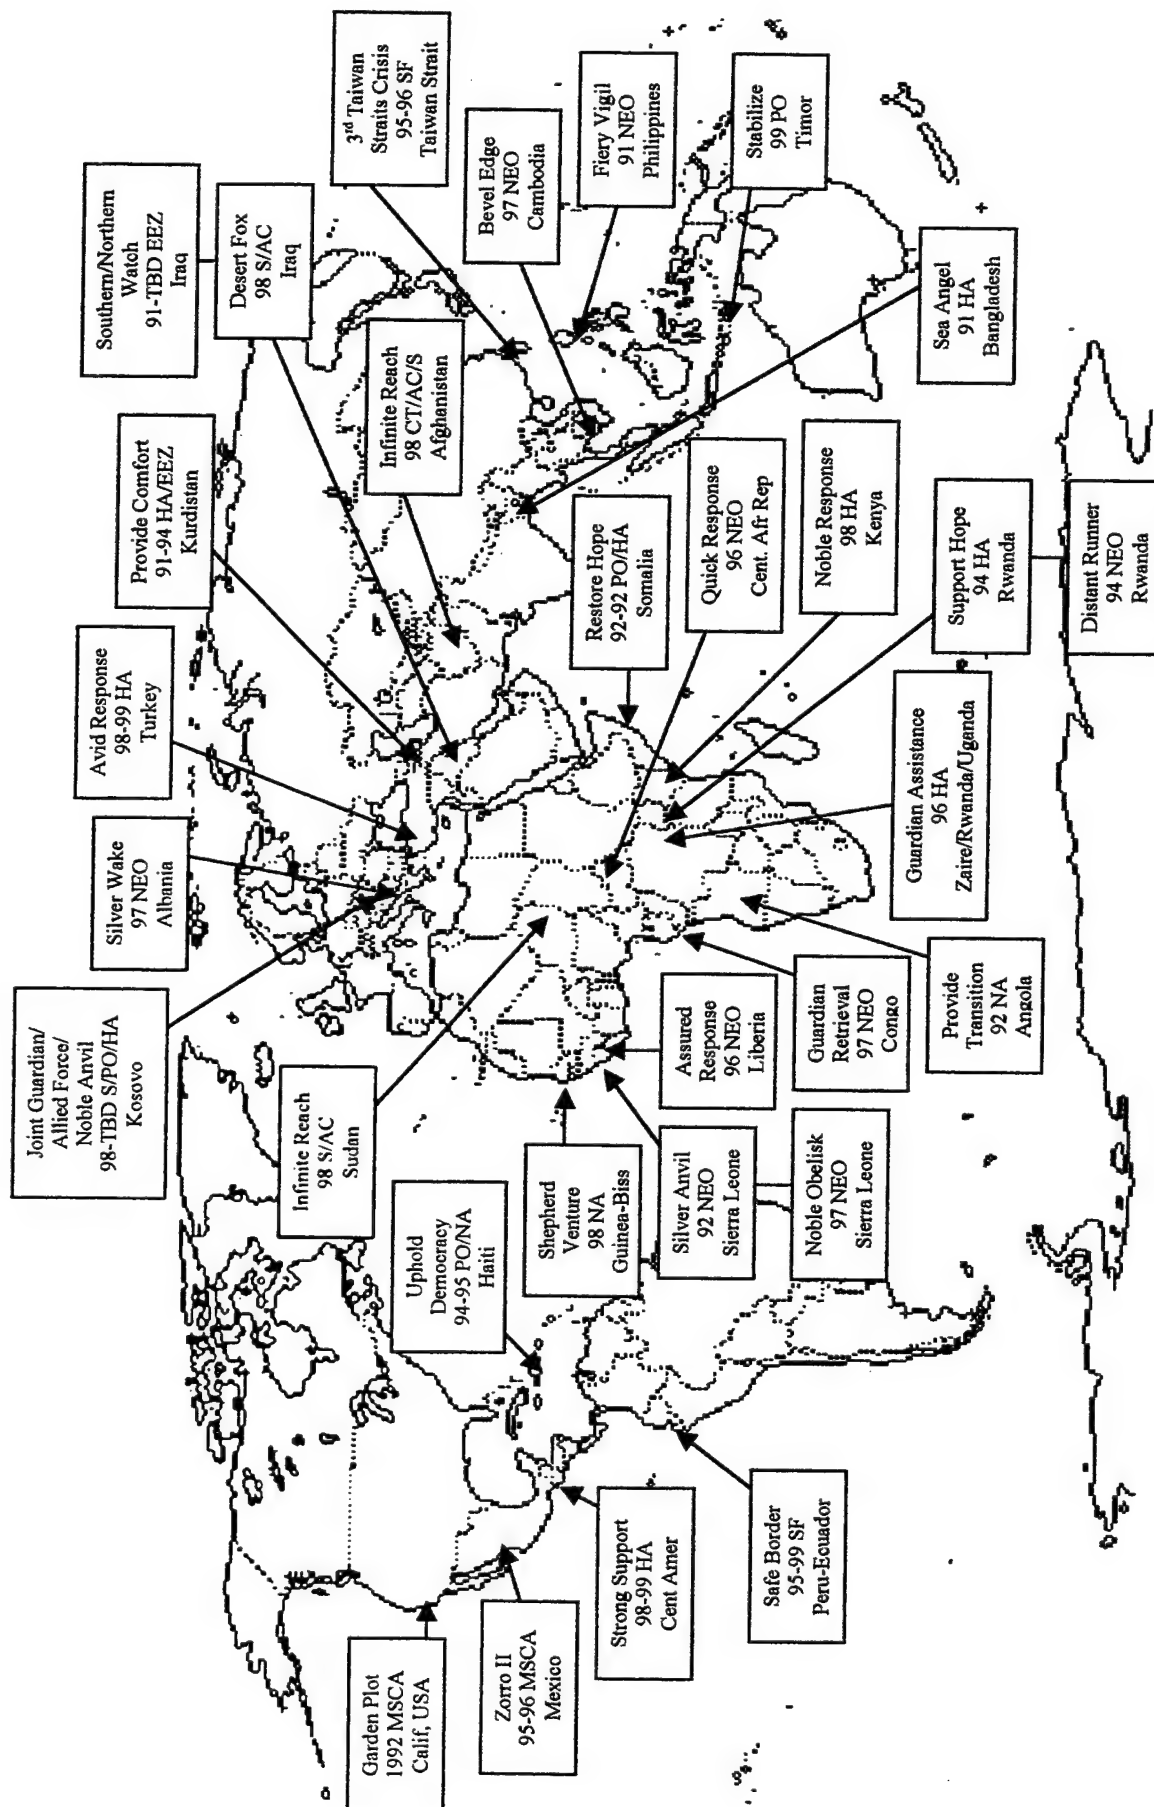 Joint Guardian/
Allied Force/
Noble Anvil
98-TBD S/PO/HA
Kosovo
Silver Wake
97 NEO
Albania
Avid Response
98-99 HA
Turkey
Provide Comfort
91-94 HA/EEZ
Kurdistan
Southern/Northern
Watch
91-TBD EEZ
Iraq
Desert Fox
98 S/AC
Iraq
3rd Taiwan
Straits Crisis
95-96 SF
Taiwan Strait
Infinite Reach
98 S/AC
Sudan
Infinite Reach
98 CT/AC/S
Afghanistan
Bevel Edge
97 NEO
Cambodia
Uphold
Democracy
94-95 PO/NA
Haiti
Fiery Vigil
91 NEO
Philippines
Garden Plot
1992 MSCA
Calif, USA
Zorro II
95-96 MSCA
Mexico
Shepherd
Venture
98 NA
Guinea-Biss
Restore Hope
92-92 PO/HA
Somalia
Stabilize
99 PO
Timor
Strong Support
98-99 HA
Cent Amer
Silver Anvil
92 NEO
Sierra Leone
Assured
Response
96 NEO
Liberia
Quick Response
96 NEO
Cent. Afr Rep
Safe Border
95-99 SF
Peru-Ecuador
Noble Obelisk
97 NEO
Sierra Leone
Guardian
Retrieval
97 NEO
Congo
Noble Response
98 HA
Kenya
Provide
Transition
92 NA
Angola
Guardian Assistance
96 HA
Zaire/Rwanda/Uganda
Support Hope
94 HA
Rwanda
Sea Angel
91 HA
Bangladesh
Distant Runner
94 NEO
Rwanda